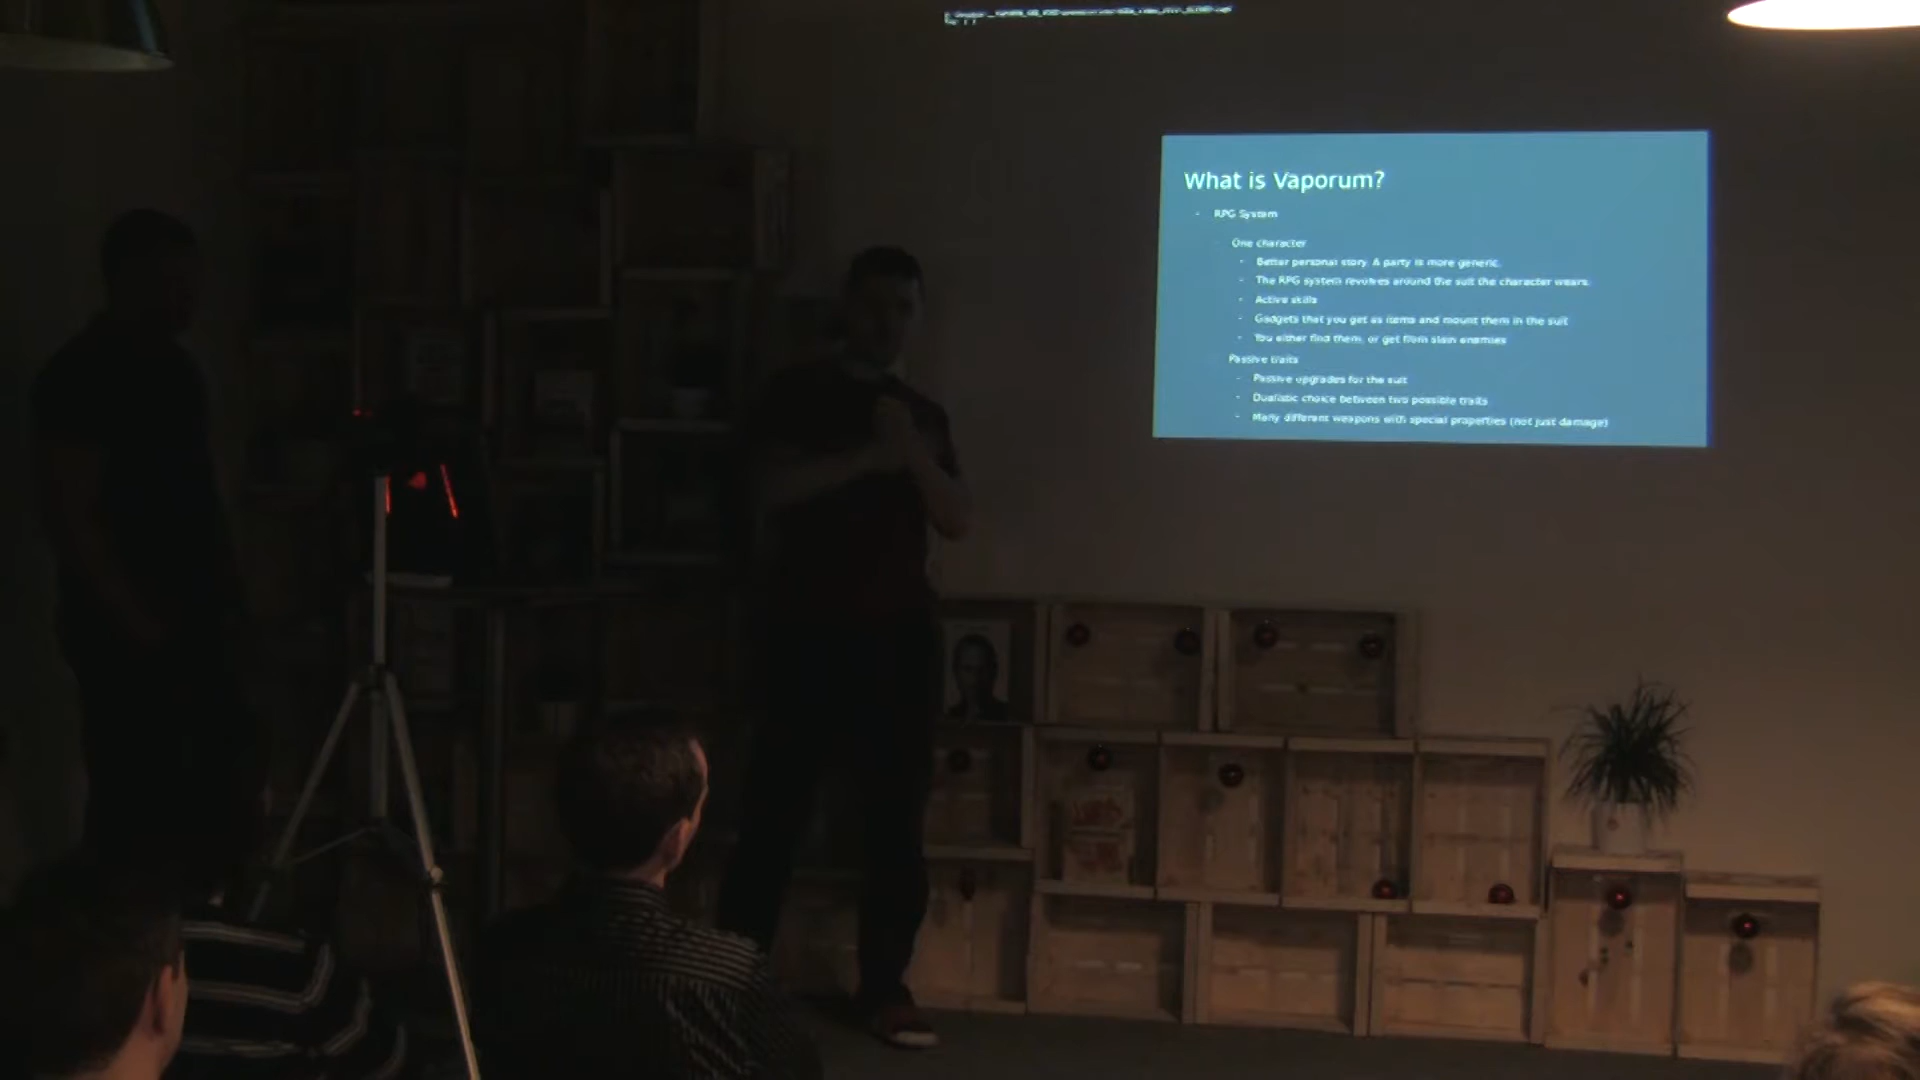 What is Vaporum?
- RPG System
One character
- Better personal story. A party is more generic.
- The RPG system revolves around the suit the character wears.
- Active skills
- Gadgets that you get as items and mount them in the suit
- You either find them, or get from slain enemies
Passive traits
- Passive upgrades for the suit
- Dualistic choice between two possible traits
- Many different weapons with special properties (not just damage)